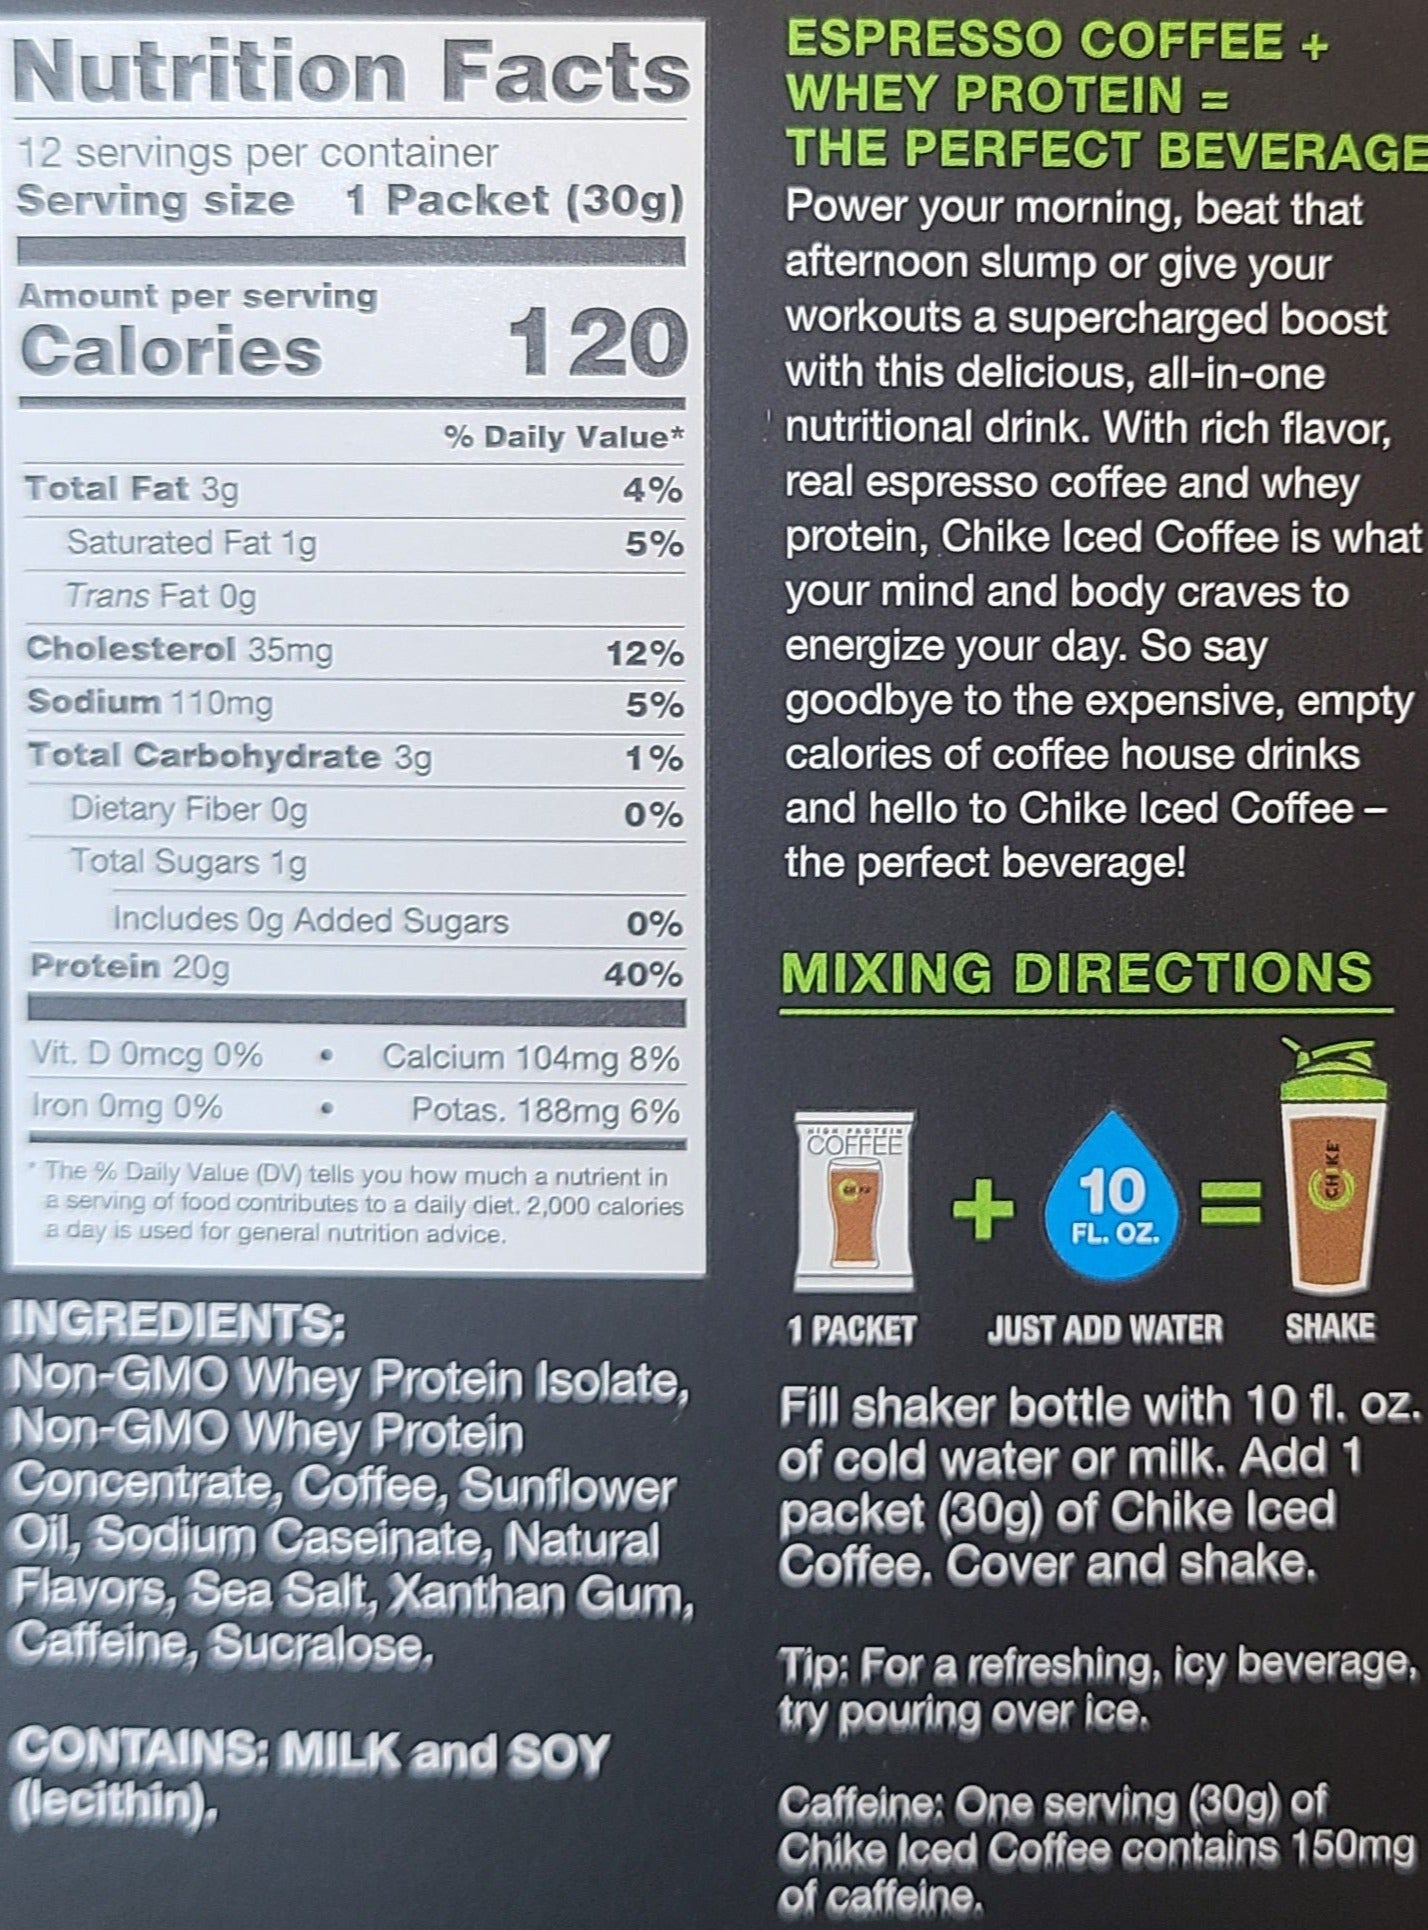 Nutrition Facts
12 servings per container
Serving size 1 Packet (30g)
Amount per serving
Calories 120
% Daily Value*
Total Fat 3g 4%
Saturated Fat 1g 5%
Trans Fat 0g
Cholesterol 35mg 12%
Sodium 110mg 5%
Total Carbohydrate 3g 1%
Dietary Fiber 0g 0%
Total Sugars 1g
Includes 0g Added Sugars 0%
Protein 20g 40%
Vit. D 0mcg 0% • Calcium 104mg 8%
Iron 0mg 0% • Potas. 188mg 6%
* The % Daily Value (DV) tells you how much a nutrient in
a serving of food contributes to a daily diet. 2,000 calories
a day is used for general nutrition advice.
INGREDIENTS:
Non-GMO Whey Protein Isolate,
Non-GMO Whey Protein
Concentrate, Coffee, Sunflower
Oil, Sodium Caseinate, Natural
Flavors, Sea Salt, Xanthan Gum,
Caffeine, Sucralose.
CONTAINS: MILK and SOY
(lecithin).
ESPRESSO COFFEE +
WHEY PROTEIN =
THE PERFECT BEVERAGE
Power your morning, beat that
afternoon slump or give your
workouts a supercharged boost
with this delicious, all-in-one
nutritional drink. With rich flavor,
real espresso coffee and whey
protein, Chike Iced Coffee is what
your mind and body craves to
energize your day. So say
goodbye to the expensive, empty
calories of coffee house drinks
and hello to Chike Iced Coffee –
the perfect beverage!
MIXING DIRECTIONS
HIGH PROTEIN
COFFEE
CHIKE
+
10
FL. OZ.
=
CHIKE
1 PACKET
JUST ADD WATER
SHAKE
Fill shaker bottle with 10 fl. oz.
of cold water or milk. Add 1
packet (30g) of Chike Iced
Coffee. Cover and shake.
Tip: For a refreshing, icy beverage,
try pouring over ice.
Caffeine: One serving (30g) of
Chike Iced Coffee contains 150mg
of caffeine.